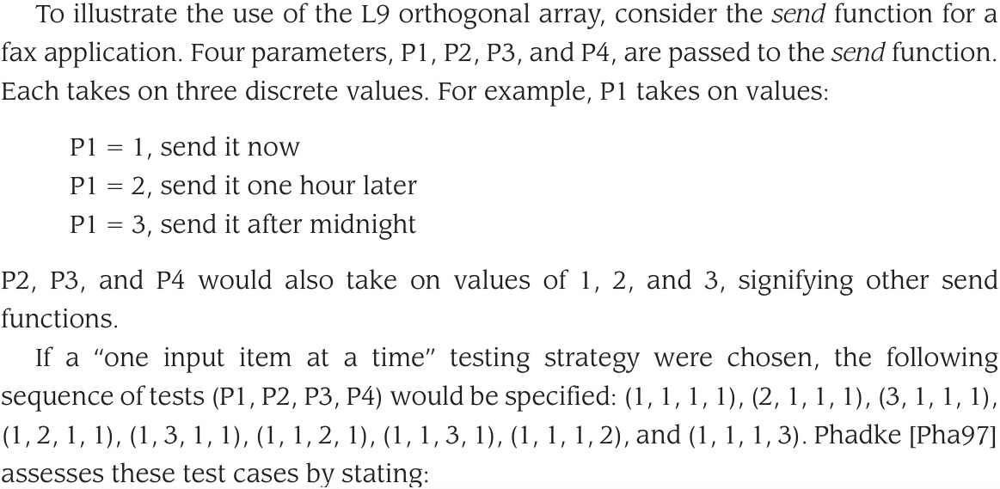 To illustrate the use of the L9 orthogonal array, consider the send function for a
fax application. Four parameters, P1, P2, P3, and P4, are passed to the send function.
Each takes on three discrete values. For example, P1 takes on values:
P1 = 1, send it now
P1 = 2, send it one hour later
P1 = 3, send it after midnight
P2, P3, and P4 would also take on values of 1, 2, and 3, signifying other send
functions.
If a “one input item at a time” testing strategy were chosen, the following
sequence of tests (P1, P2, P3, P4) would be specified: (1, 1, 1, 1), (2, 1, 1, 1), (3, 1, 1, 1),
(1, 2, 1, 1), (1, 3, 1, 1), (1, 1, 2, 1), (1, 1, 3, 1), (1, 1, 1, 2), and (1, 1, 1, 3). Phadke [Pha97]
assesses these test cases by stating: